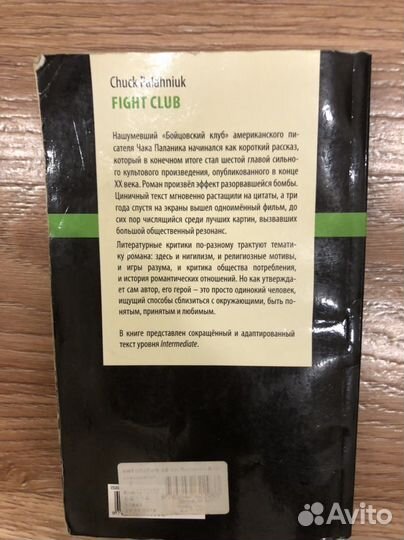 Chuck Palahniuk
FIGHT CLUB
Нашумевший «Бойцовский клуб» американского пи-
сателя Чака Паланика начинался как короткий рассказ,
который в конечном итоге стал шестой главой сильно-
го культового произведения, опубликованного в конце
XX века. Роман произвёл эффект разорвавшейся бомбы.
Циничный текст мгновенно растащили на цитаты, а три
года спустя на экраны вышел одноимённый фильм, до
сих пор числящийся среди лучших картин, вызвавших
большой общественный резонанс.
Литературные критики по-разному трактуют темати-
ку романа: здесь и нигилизм, и религиозные мотивы,
и игры разума, и критика общества потребления,
и история романтических отношений. Но как утвержда-
ет сам автор, его герой – это просто одинокий человек,
ищущий способы сблизиться с окружающими, быть по-
нятым, принятым и любимым.
В книге представлен сокращённый и адаптированный
текст уровня Intermediate.
Avito